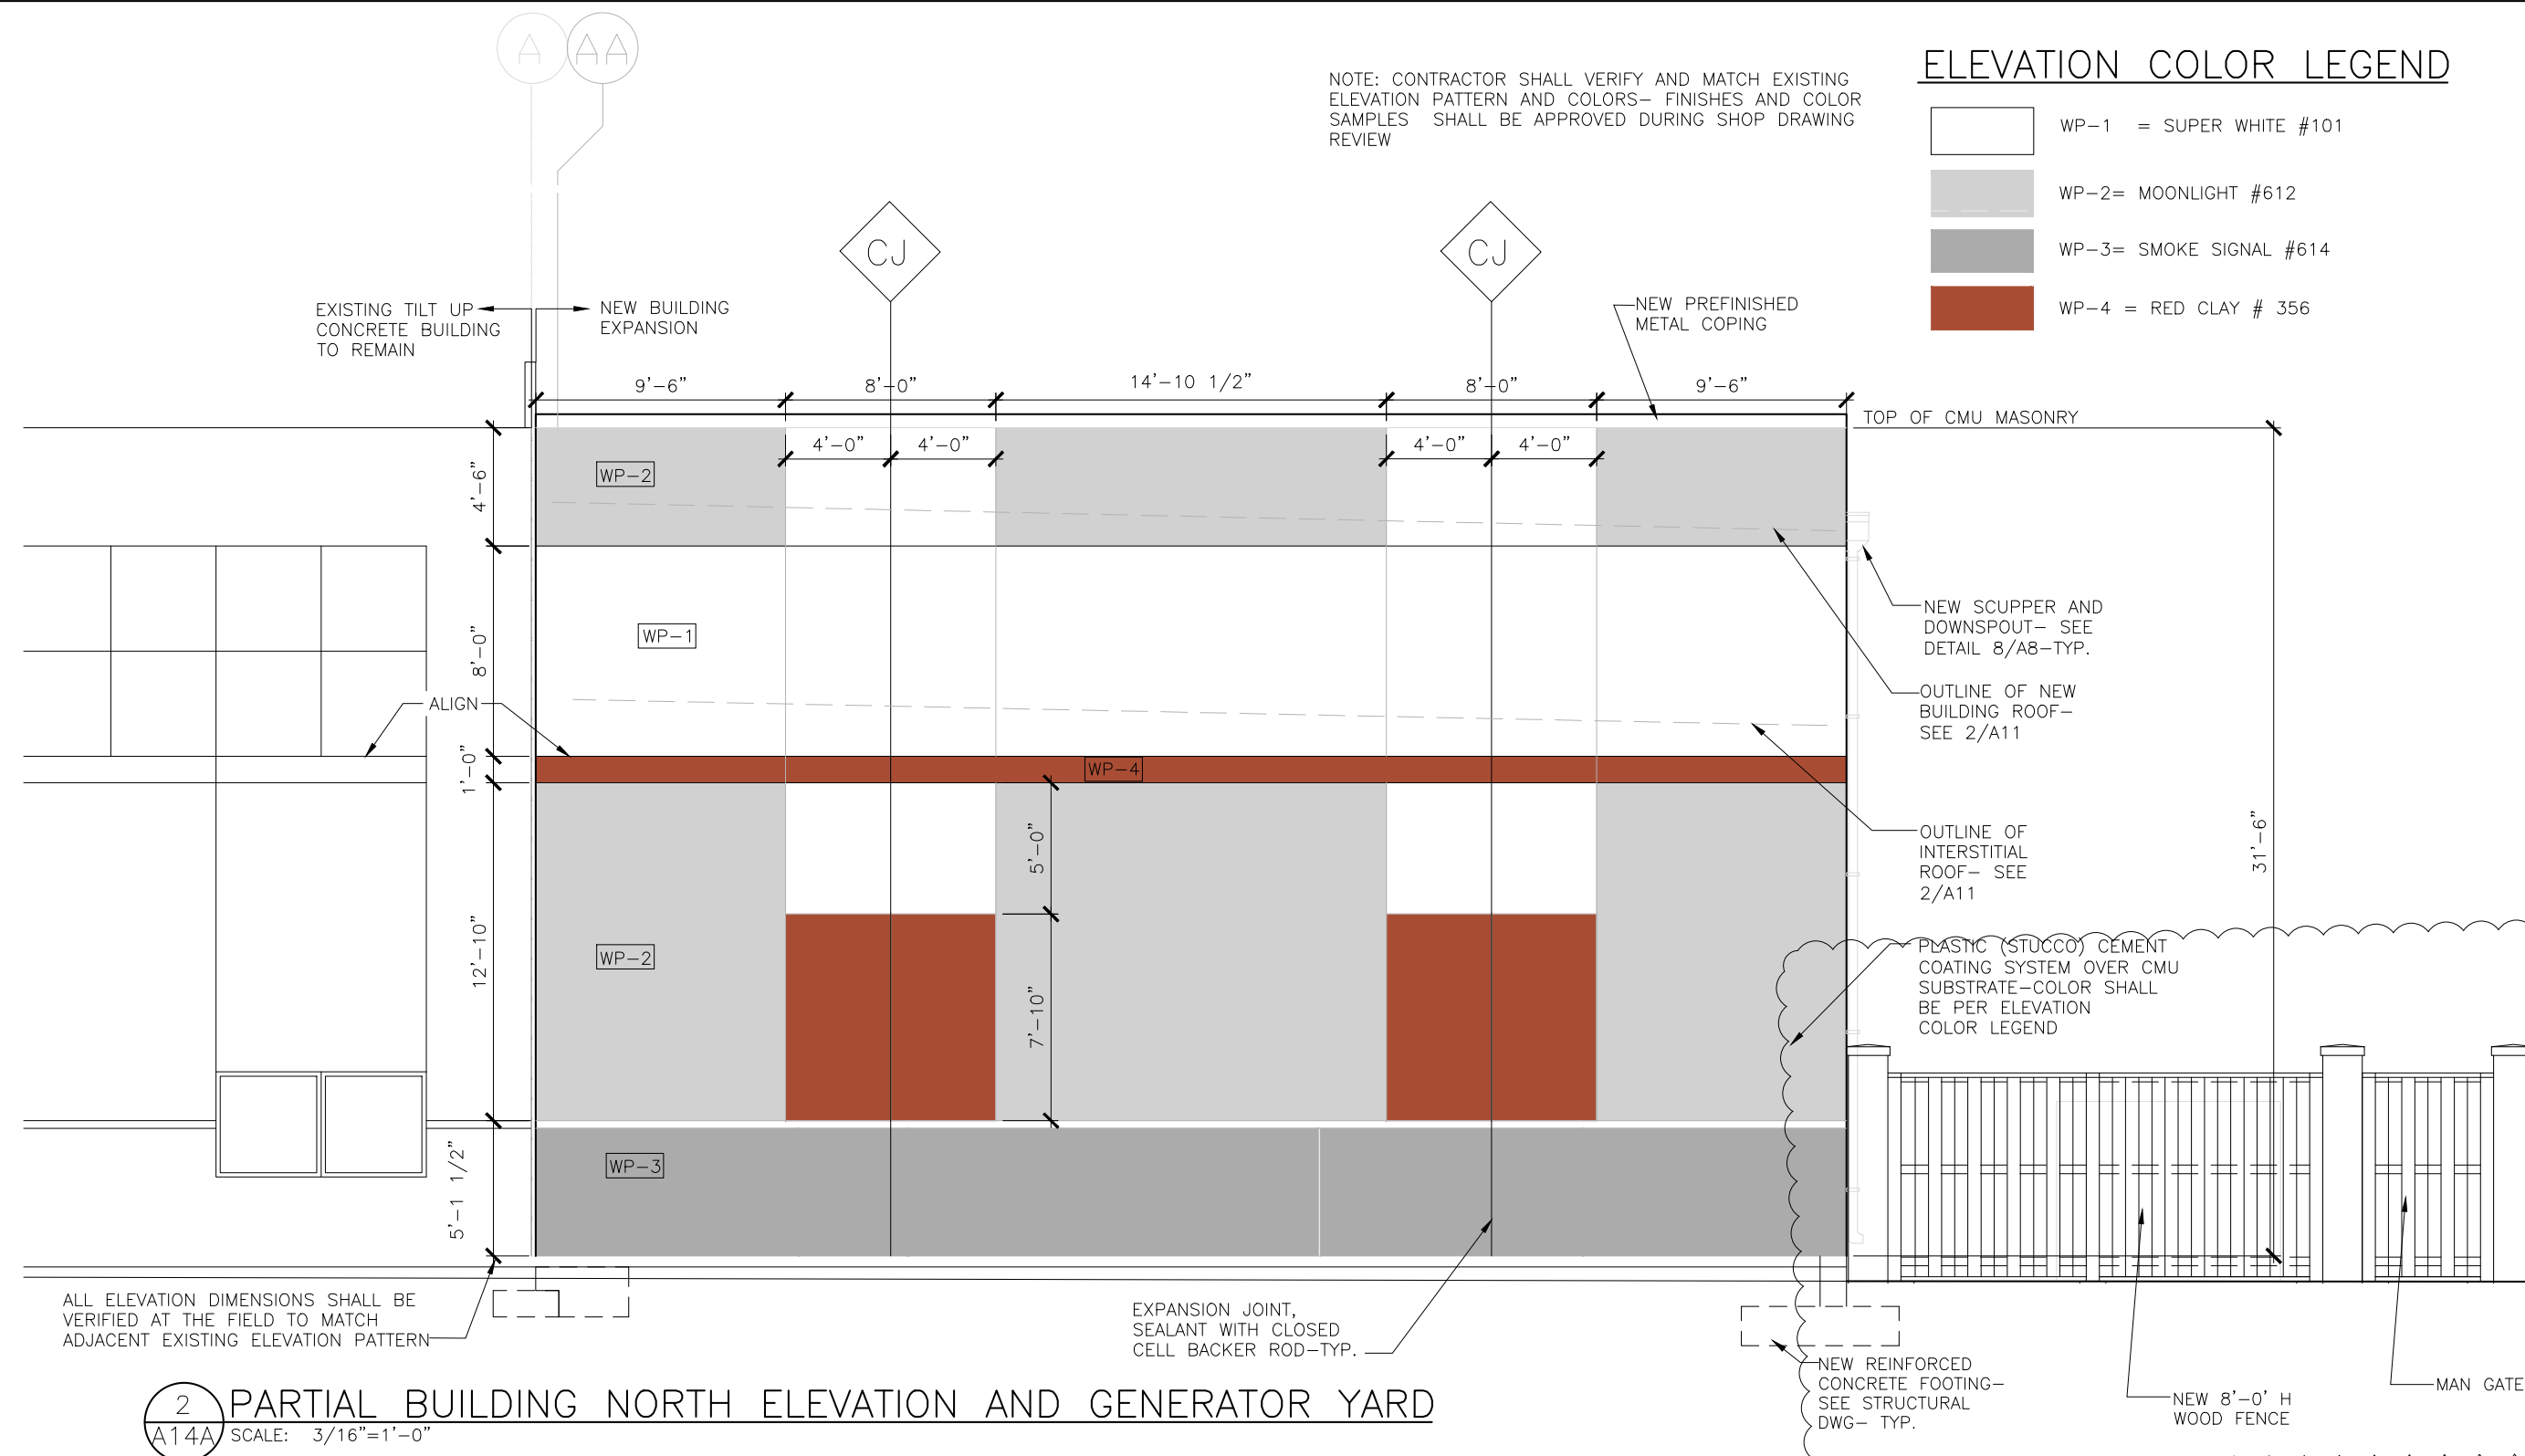 A
AA
NOTE: CONTRACTOR SHALL VERIFY AND MATCH EXISTING
ELEVATION PATTERN AND COLORS– FINISHES AND COLOR
SAMPLES SHALL BE APPROVED DURING SHOP DRAWING
REVIEW
ELEVATION COLOR LEGEND
WP–1 = SUPER WHITE #101
WP–2= MOONLIGHT #612
WP–3= SMOKE SIGNAL #614
WP–4 = RED CLAY # 356
CJ
CJ
EXISTING TILT UP
CONCRETE BUILDING
TO REMAIN
NEW BUILDING
EXPANSION
NEW PREFINISHED
METAL COPING
9'–6"
8'–0"
14'–10 1/2"
8'–0"
9'–6"
TOP OF CMU MASONRY
4'–0"
4'–0"
4'–0"
4'–0"
4'–6"
WP–2
8'–0"
WP–1
NEW SCUPPER AND
DOWNSPOUT– SEE
DETAIL 8/A8–TYP.
OUTLINE OF NEW
BUILDING ROOF–
SEE 2/A11
ALIGN
1'–0"
WP–4
OUTLINE OF
INTERSTITIAL
ROOF– SEE
2/A11
31'–6"
5'–0"
12'–10"
WP–2
7'–10"
PLASTIC (STUCCO) CEMENT
COATING SYSTEM OVER CMU
SUBSTRATE–COLOR SHALL
BE PER ELEVATION
COLOR LEGEND
5'–1 1/2"
WP–3
ALL ELEVATION DIMENSIONS SHALL BE
VERIFIED AT THE FIELD TO MATCH
ADJACENT EXISTING ELEVATION PATTERN
EXPANSION JOINT,
SEALANT WITH CLOSED
CELL BACKER ROD–TYP.
NEW REINFORCED
CONCRETE FOOTING–
SEE STRUCTURAL
DWG– TYP.
NEW 8'–0' H
WOOD FENCE
MAN GATE
2
A14A
PARTIAL BUILDING NORTH ELEVATION AND GENERATOR YARD
SCALE: 3/16"=1'–0"